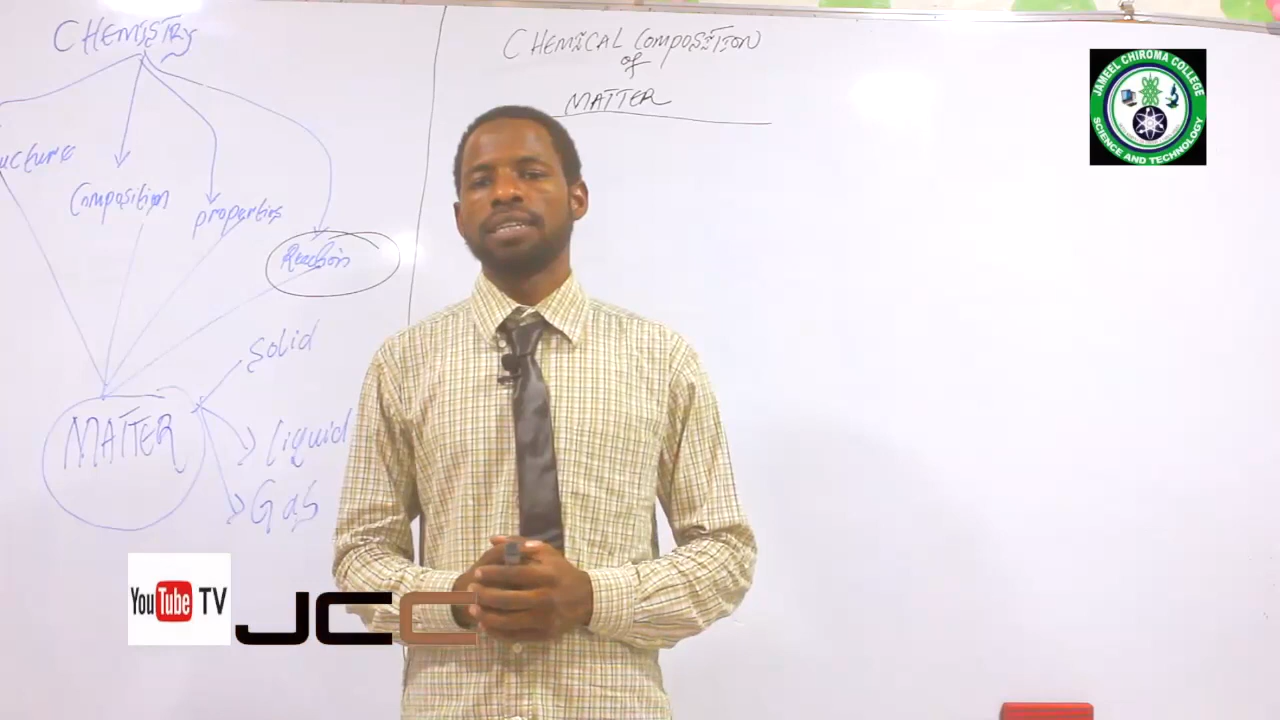 CHEMISTRY
ucture
Composition
properties
Reaction
MATTER
Solid
Liquid
Gas
CHEMICAL COMPOSITION
of
MATTER
JAMEEL CHIROMA COLLEGE
SCIENCE AND TECHNOLOGY
YouTube TV
JCC